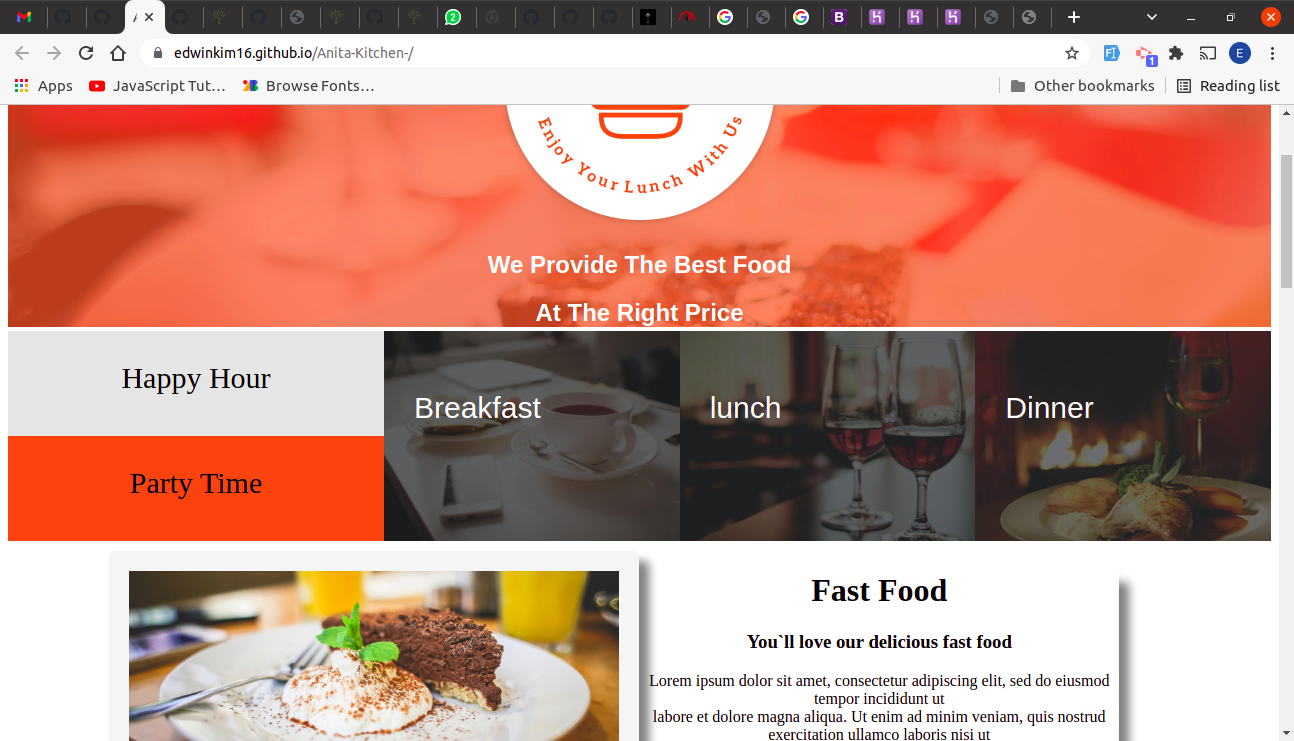 2
edwinkim16.github.io/Anita-Kitchen-/
1
E
Apps
JavaScript Tut…
Browse Fonts…
Other bookmarks
Reading list
Enjoy Your Lunch With Us
We Provide The Best Food
At The Right Price
Happy Hour
Breakfast
lunch
Dinner
Party Time
Fast Food
You`ll love our delicious fast food
Lorem ipsum dolor sit amet, consectetur adipiscing elit, sed do eiusmod
tempor incididunt ut
labore et dolore magna aliqua. Ut enim ad minim veniam, quis nostrud
exercitation ullamco laboris nisi ut